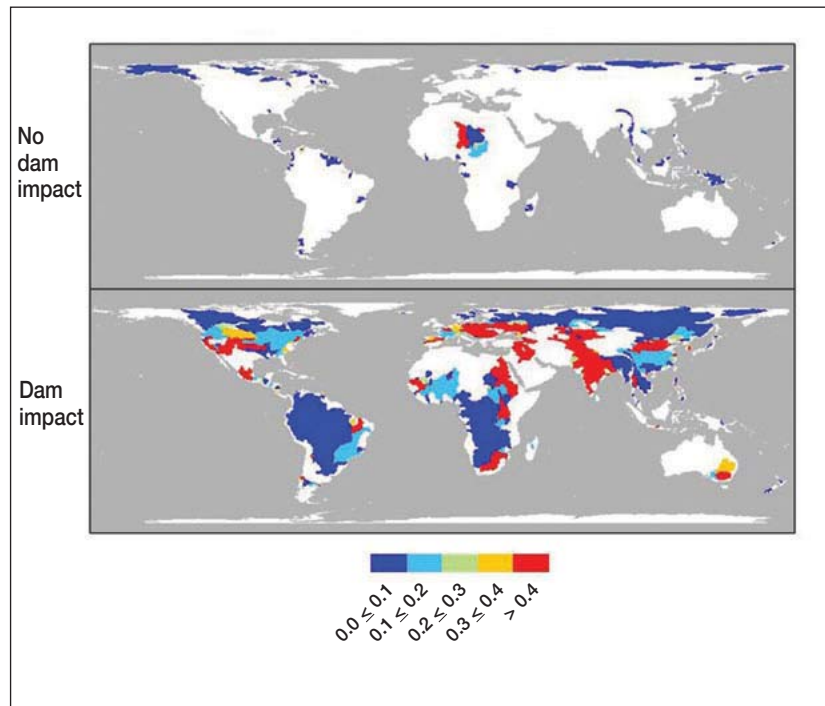 No
dam
impact
Dam
impact
0.0 ≤ 0.1
0.1 ≤ 0.2
0.2 ≤ 0.3
0.3 ≤ 0.4
> 0.4